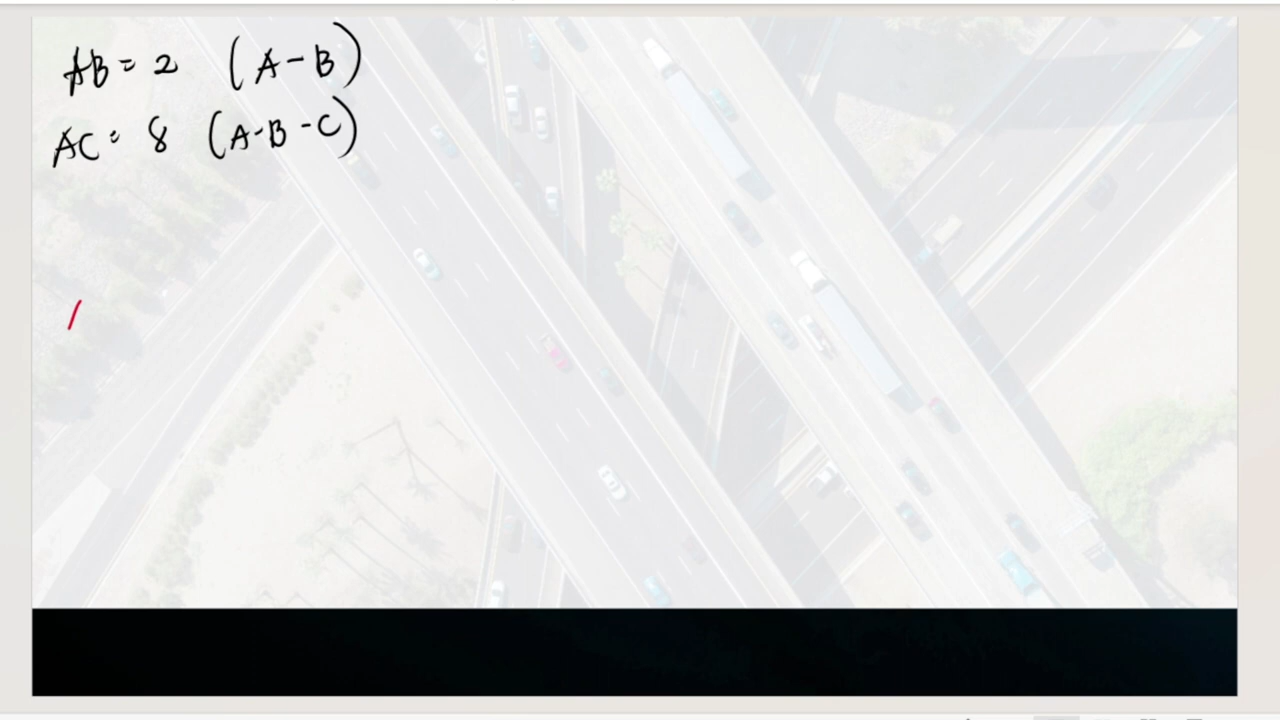 AB = 2 (A-B)
AC = 8 (A-B-C)